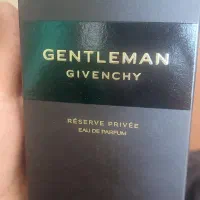 GENTLEMAN
GIVENCHY
RÉSERVE PRIVÉE
EAU DE PARFUM